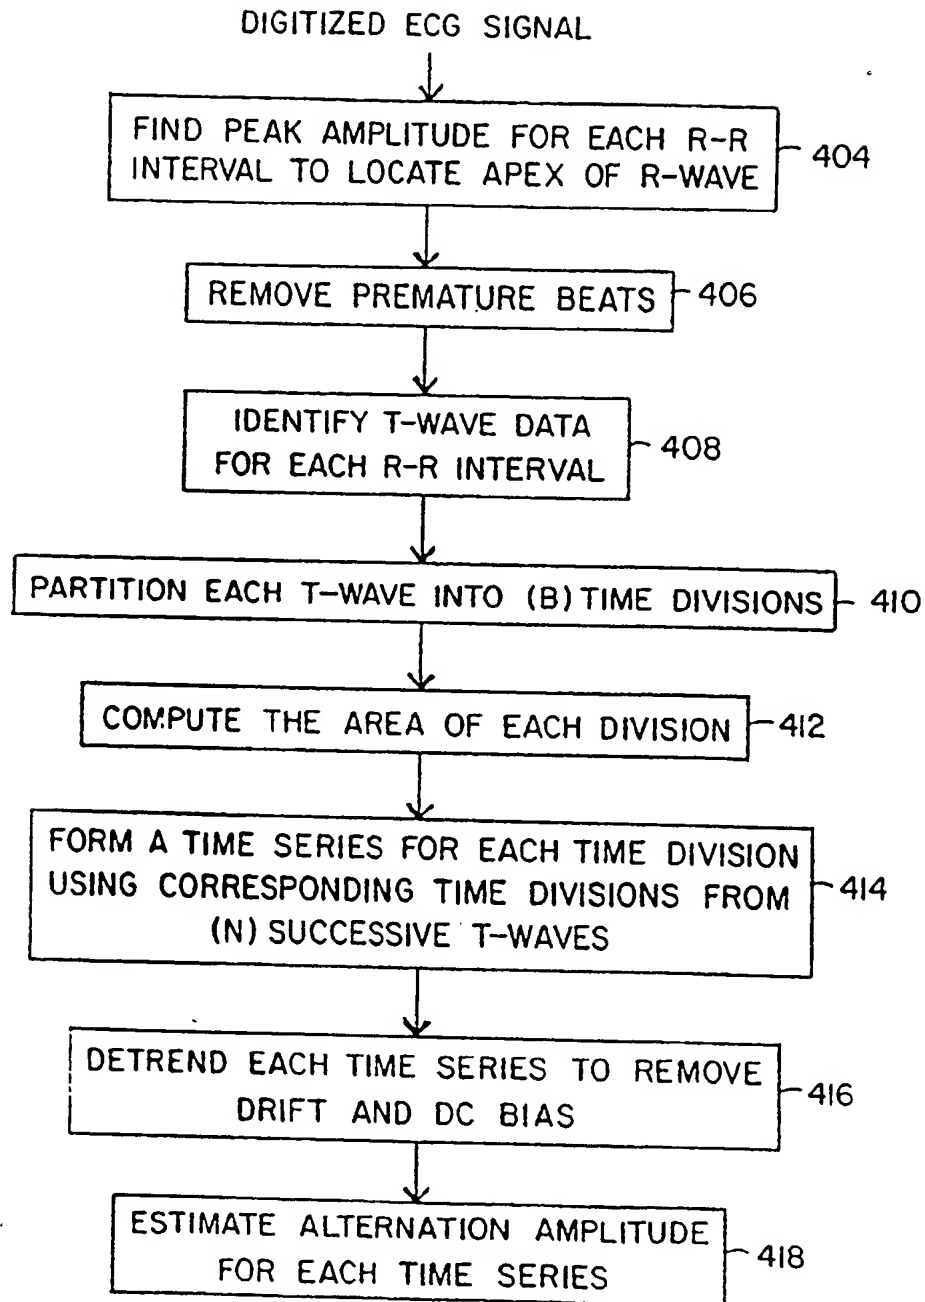 DIGITIZED ECG SIGNAL
FIND PEAK AMPLITUDE FOR EACH R-R
INTERVAL TO LOCATE APEX OF R-WAVE
404
REMOVE PREMATURE BEATS
406
IDENTIFY T-WAVE DATA
FOR EACH R-R INTERVAL
408
PARTITION EACH T-WAVE INTO (B) TIME DIVISIONS
410
COMPUTE THE AREA OF EACH DIVISION
412
FORM A TIME SERIES FOR EACH TIME DIVISION
USING CORRESPONDING TIME DIVISIONS FROM
(N) SUCCESSIVE T-WAVES
414
DETREND EACH TIME SERIES TO REMOVE
DRIFT AND DC BIAS
416
ESTIMATE ALTERNATION AMPLITUDE
FOR EACH TIME SERIES
418